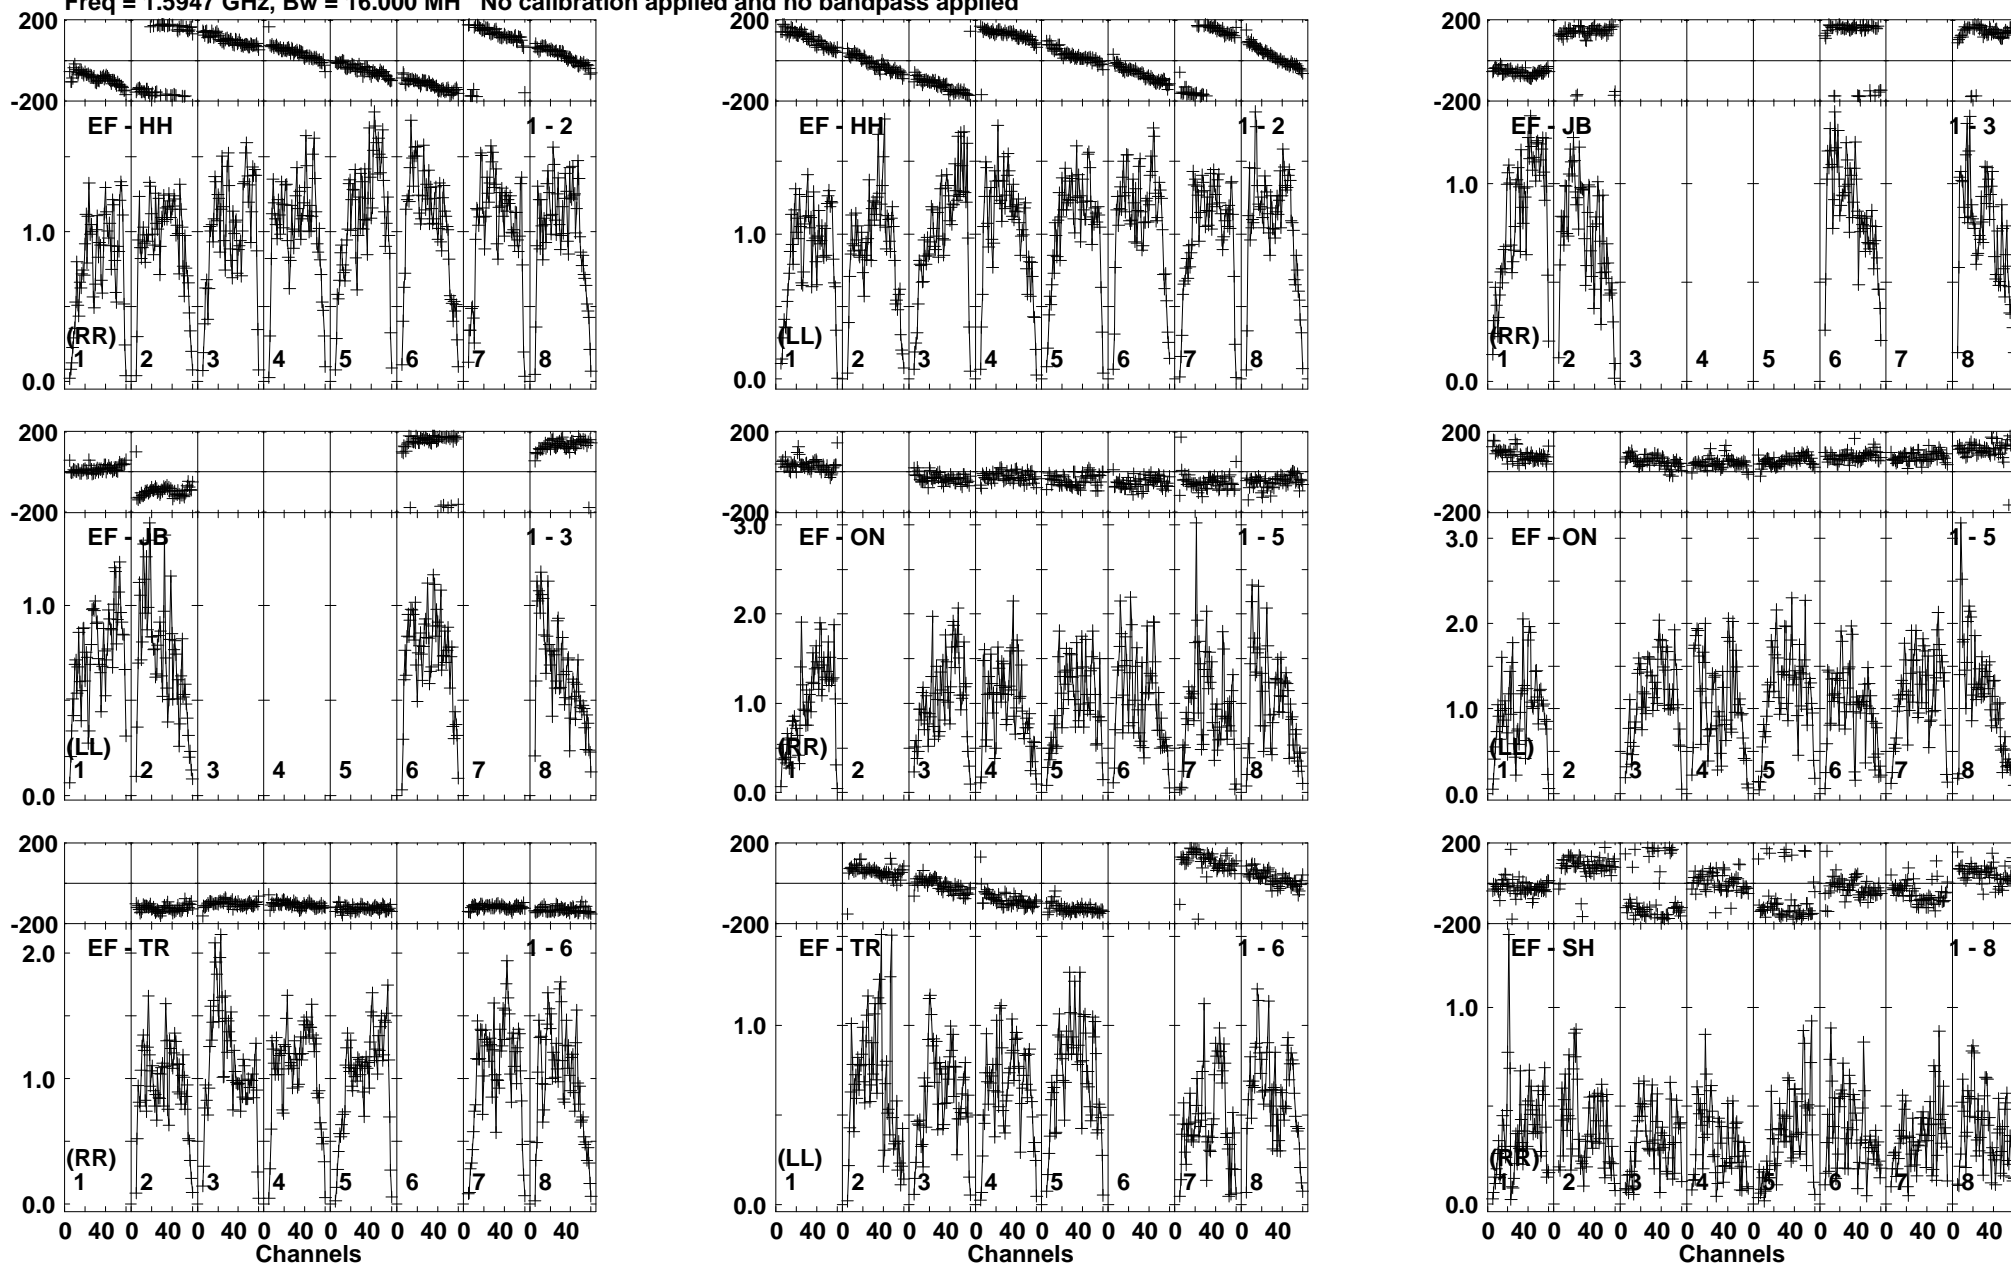 Freq = 1.5947 GHz, Bw = 16.000 MH No calibration applied and no bandpass applied
200 200 200
-200 -200 -200
EF - HH 1 - 2 EF - HH 1 - 2 EF - JB 1 - 3
1.0 1.0 1.0
(RR) (LL) (RR)
1 2 3 4 5 6 7 8 1 2 3 4 5 6 7 8 1 2 3 4 5 6 7 8
0.0 0.0 0.0
200 200 200
-200 -200 -200
3.0 3.0
EF - JB 1 - 3 EF - ON 1 - 5 EF - ON 1 - 5
1.0 2.0 2.0
1.0 1.0
(LL) (RR) (LL)
1 2 3 4 5 6 7 8 1 2 3 4 5 6 7 8 1 2 3 4 5 6 7 8
0.0 0.0 0.0
200 200 200
-200 -200 -200
EF - TR 1 - 6 EF - TR 1 - 6 EF - SH 1 - 8
2.0
1.0 1.0 1.0
(RR) (LL) (RR)
1 2 3 4 5 6 7 8 1 2 3 4 5 6 7 8 1 2 3 4 5 6 7 8
0.0 0.0 0.0
0 40 0 40 0 40 0 40 0 40 0 40 0 40 0 40 0 40 0 40 0 40 0 40 0 40 0 40 0 40 0 40 0 40 0 40 0 40 0 40 0 40 0 40 0 40 0 40
Channels Channels Channels